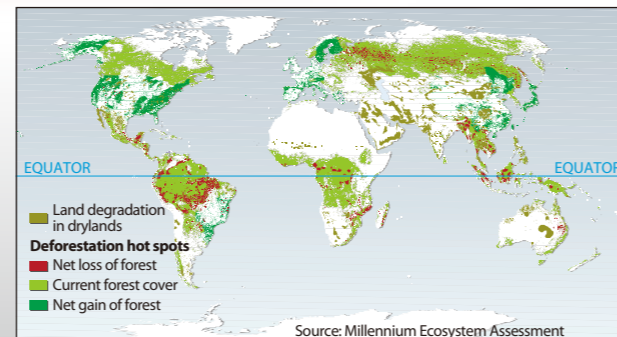 EQUATOR
EQUATOR
Land degradation
in drylands
Deforestation hot spots
Net loss of forest
Current forest cover
Net gain of forest
Source: Millennium Ecosystem Assessment